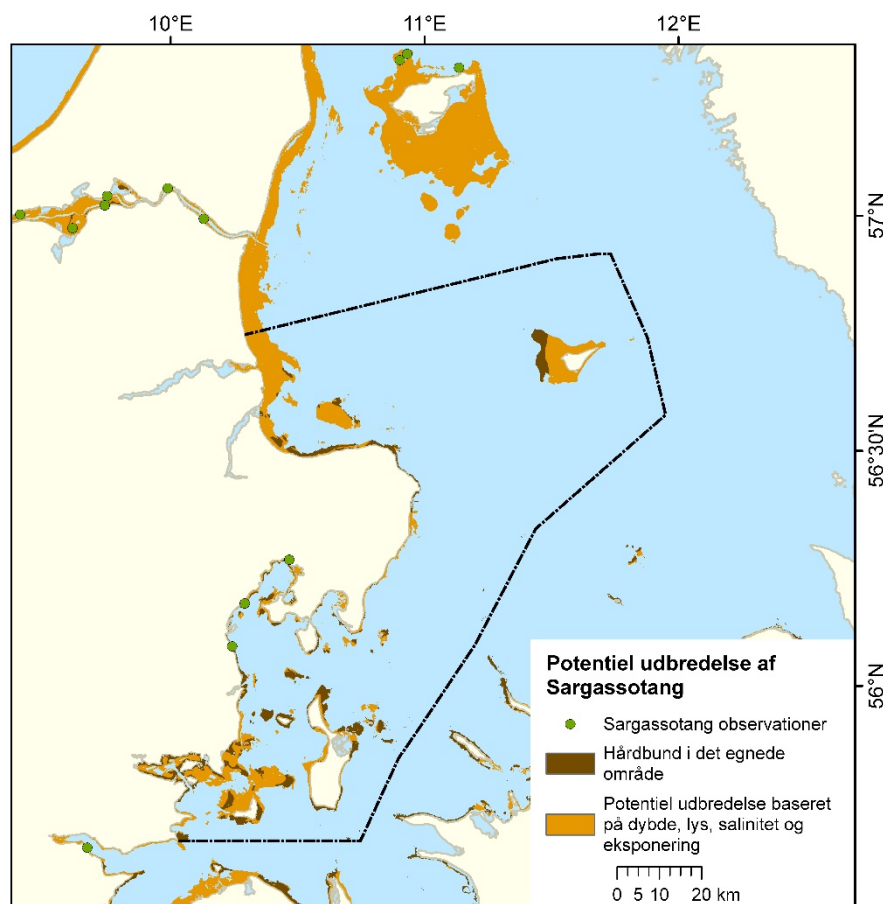 10°E 11°E 12°E
57°N
56°30'N
56°N
Potentiel udbredelse af
Sargassotang
Sargassotang observationer
Hårdbund i det egnede
område
Potentiel udbredelse baseret
på dybde, lys, salinitet og
eksponering
0 5 10 20 km